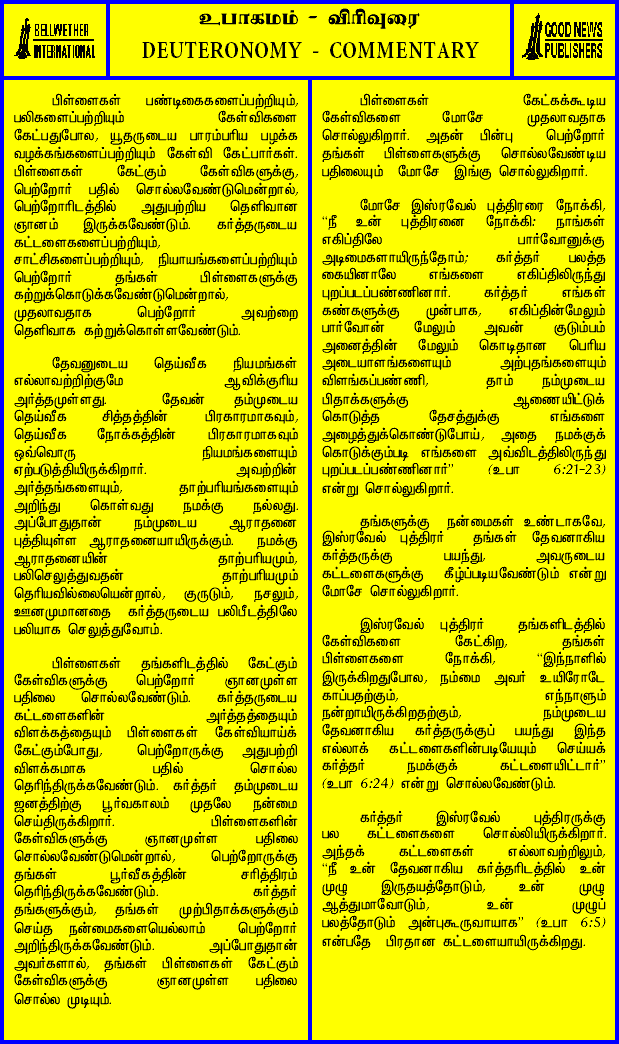 BELLWETHER
INTERNATIONAL
உபாகமம் - விரிவுரை
DEUTERONOMY - COMMENTARY
GOOD NEWS
PUBLISHERS
பிள்ளைகள் பண்டிகைகளைப்பற்றியும்,
பலிகளைப்பற்றியும் கேள்விகளை
கேட்பதுபோல, யூதருடைய பாரம்பரிய பழக்க
வழக்கங்களைப்பற்றியும் கேள்வி கேட்பார்கள்.
பிள்ளைகள் கேட்கும் கேள்விகளுக்கு,
பெற்றோர் பதில் சொல்லவேண்டுமென்றால்,
பெற்றோரிடத்தில் அதுபற்றிய தெளிவான
ஞானம் இருக்கவேண்டும். கர்த்தருடைய
கட்டளைகளைப்பற்றியும்,
சாட்சிகளைப்பற்றியும், நியாயங்களைப்பற்றியும்
பெற்றோர் தங்கள் பிள்ளைகளுக்கு
கற்றுக்கொடுக்கவேண்டுமென்றால்,
முதலாவதாக பெற்றோர் அவற்றை
தெளிவாக கற்றுக்கொள்ளவேண்டும்.
தேவனுடைய தெய்வீக நியமங்கள்
எல்லாவற்றிற்குமே ஆவிக்குரிய
அர்த்தமுள்ளது. தேவன் தம்முடைய
தெய்வீக சித்தத்தின் பிரகாரமாகவும்,
தெய்வீக நோக்கத்தின் பிரகாரமாகவும்
ஒவ்வொரு நியமங்களையும்
ஏற்படுத்தியிருக்கிறார். அவற்றின்
அர்த்தங்களையும், தாற்பரியங்களையும்
அறிந்து கொள்வது நமக்கு நல்லது.
அப்போதுதான் நம்முடைய ஆராதனை
புத்தியுள்ள ஆராதனையாயிருக்கும். நமக்கு
ஆராதனையின் தாற்பரியமும்,
பலிசெலுத்துவதன் தாற்பரியமும்
தெரியவில்லையென்றால், குருடும், நசலும்,
ஊனமுமானதை கர்த்தருடைய பலிபீடத்திலே
பலியாக செலுத்துவோம்.
பிள்ளைகள் தங்களிடத்தில் கேட்கும்
கேள்விகளுக்கு பெற்றோர் ஞானமுள்ள
பதிலை சொல்லவேண்டும். கர்த்தருடைய
கட்டளைகளின் அர்த்தத்தையும்
விளக்கத்தையும் பிள்ளைகள் கேள்வியாய்க்
கேட்கும்போது, பெற்றோருக்கு அதுபற்றி
விளக்கமாக பதில் சொல்ல
தெரிந்திருக்கவேண்டும். கர்த்தர் தம்முடைய
ஜனத்திற்கு பூர்வகாலம் முதலே நன்மை
செய்திருக்கிறார். பிள்ளைகளின்
கேள்விகளுக்கு ஞானமுள்ள பதிலை
சொல்லவேண்டுமென்றால், பெற்றோருக்கு
தங்கள் பூர்வீகத்தின் சரித்திரம்
தெரிந்திருக்கவேண்டும். கர்த்தர்
தங்களுக்கும், தங்கள் முற்பிதாக்களுக்கும்
செய்த நன்மைகளையெல்லாம் பெற்றோர்
அறிந்திருக்கவேண்டும். அப்போதுதான்
அவர்களால், தங்கள் பிள்ளைகள் கேட்கும்
கேள்விகளுக்கு ஞானமுள்ள பதிலை
சொல்ல முடியும்.
பிள்ளைகள் கேட்கக்கூடிய
கேள்விகளை மோசே முதலாவதாக
சொல்லுகிறார். அதன் பின்பு பெற்றோர்
தங்கள் பிள்ளைகளுக்கு சொல்லவேண்டிய
பதிலையும் மோசே இங்கு சொல்லுகிறார்.
மோசே இஸ்ரவேல் புத்திரரை நோக்கி,
“நீ உன் புத்திரனை நோக்கி: நாங்கள்
எகிப்திலே பார்வோனுக்கு
அடிமைகளாயிருந்தோம்; கர்த்தர் பலத்த
கையினாலே எங்களை எகிப்திலிருந்து
புறப்படப்பண்ணினார். கர்த்தர் எங்கள்
கண்களுக்கு முன்பாக, எகிப்தின்மேலும்
பார்வோன் மேலும் அவன் குடும்பம்
அனைத்தின் மேலும் கொடிதான பெரிய
அடையாளங்களையும் அற்புதங்களையும்
விளங்கப்பண்ணி, தாம் நம்முடைய
பிதாக்களுக்கு ஆணையிட்டுக்
கொடுத்த தேசத்துக்கு எங்களை
அழைத்துக்கொண்டுபோய், அதை நமக்குக்
கொடுக்கும்படி எங்களை அவ்விடத்திலிருந்து
புறப்படப்பண்ணினார்” (உபா 6:21-23)
என்று சொல்லுகிறார்.
தங்களுக்கு நன்மைகள் உண்டாகவே,
இஸ்ரவேல் புத்திரர் தங்கள் தேவனாகிய
கர்த்தருக்கு பயந்து, அவருடைய
கட்டளைகளுக்கு கீழ்ப்படியவேண்டும் என்று
மோசே சொல்லுகிறார்.
இஸ்ரவேல் புத்திரர் தங்களிடத்தில்
கேள்விகளை கேட்கிற, தங்கள்
பிள்ளைகளை நோக்கி, “இந்நாளில்
இருக்கிறதுபோல, நம்மை அவர் உயிரோடே
காப்பதற்கும், எந்நாளும்
நன்றாயிருக்கிறதற்கும், நம்முடைய
தேவனாகிய கர்த்தருக்குப் பயந்து இந்த
எல்லாக் கட்டளைகளின்படியேயும் செய்யக்
கர்த்தர் நமக்குக் கட்டளையிட்டார்”
(உபா 6:24) என்று சொல்லவேண்டும்.
கர்த்தர் இஸ்ரவேல் புத்திரருக்கு
பல கட்டளைகளை சொல்லியிருக்கிறார்.
அந்தக் கட்டளைகள் எல்லாவற்றிலும்,
“நீ உன் தேவனாகிய கர்த்தரிடத்தில் உன்
முழு இருதயத்தோடும், உன் முழு
ஆத்துமாவோடும், உன் முழுப்
பலத்தோடும் அன்புகூருவாயாக” (உபா 6:5)
என்பதே பிரதான கட்டளையாயிருக்கிறது.